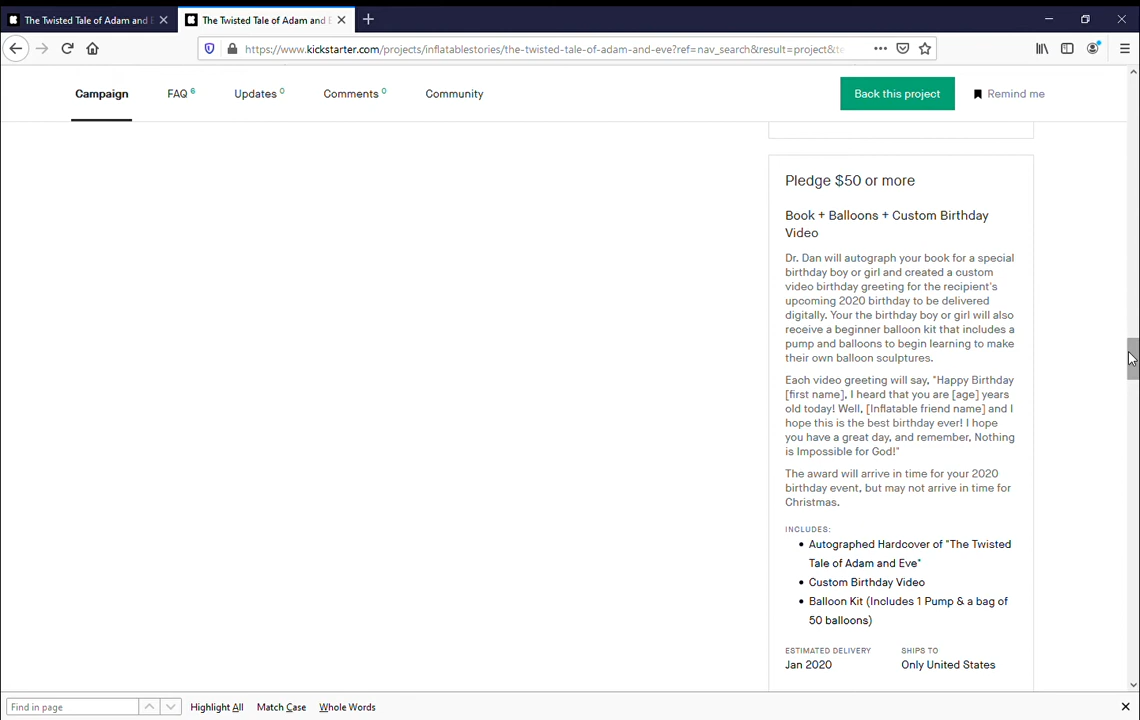 The Twisted Tale of Adam and E
The Twisted Tale of Adam and E
https://www.kickstarter.com/projects/inflatablestories/the-twisted-tale-of-adam-and-eve?ref=nav_search&result=project&te
Campaign
FAQ 6
Updates 0
Comments 0
Community
Back this project
Remind me
Pledge $50 or more
Book + Balloons + Custom Birthday
Video
Dr. Dan will autograph your book for a special
birthday boy or girl and created a custom
video birthday greeting for the recipient's
upcoming 2020 birthday to be delivered
digitally. Your the birthday boy or girl will also
receive a beginner balloon kit that includes a
pump and balloons to begin learning to make
their own balloon sculptures.
Each video greeting will say, "Happy Birthday
[first name], I heard that you are [age] years
old today! Well, [Inflatable friend name] and I
hope this is the best birthday ever! I hope
you have a great day, and remember, Nothing
is Impossible for God!"
The award will arrive in time for your 2020
birthday event, but may not arrive in time for
Christmas.
INCLUDES:
• Autographed Hardcover of "The Twisted
Tale of Adam and Eve"
• Custom Birthday Video
• Balloon Kit (Includes 1 Pump & a bag of
50 balloons)
ESTIMATED DELIVERY
Jan 2020
SHIPS TO
Only United States
Find in page
Highlight All
Match Case
Whole Words